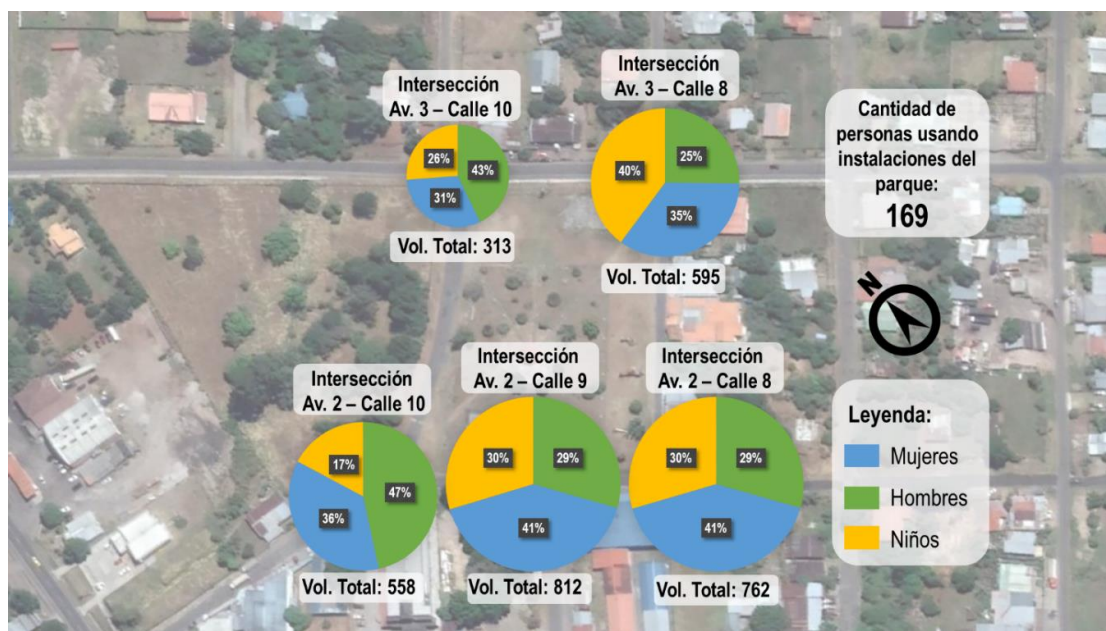 Intersección
Av. 3 – Calle 10
26%
43%
31%
Vol. Total: 313
Intersección
Av. 3 – Calle 8
40%
25%
35%
Vol. Total: 595
Cantidad de
personas usando
instalaciones del
parque:
169
N
Intersección
Av. 2 – Calle 10
17%
47%
36%
Vol. Total: 558
Intersección
Av. 2 – Calle 9
30%
29%
41%
Vol. Total: 812
Intersección
Av. 2 – Calle 8
30%
29%
41%
Vol. Total: 762
Leyenda:
Mujeres
Hombres
Niños